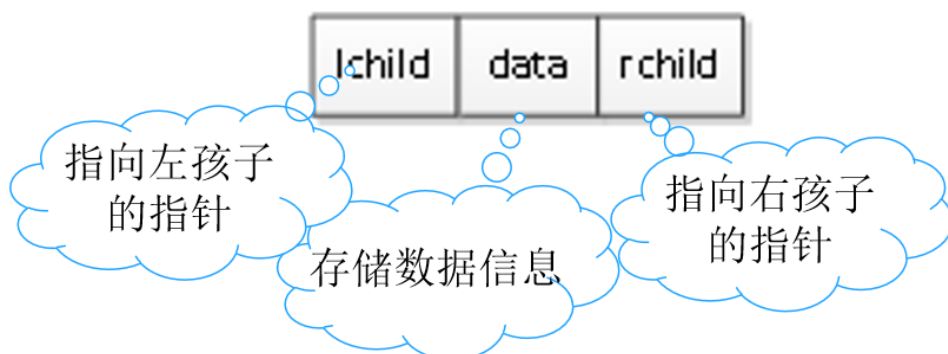 lchild data rchild
指向左孩子
的指针
存储数据信息
指向右孩子
的指针